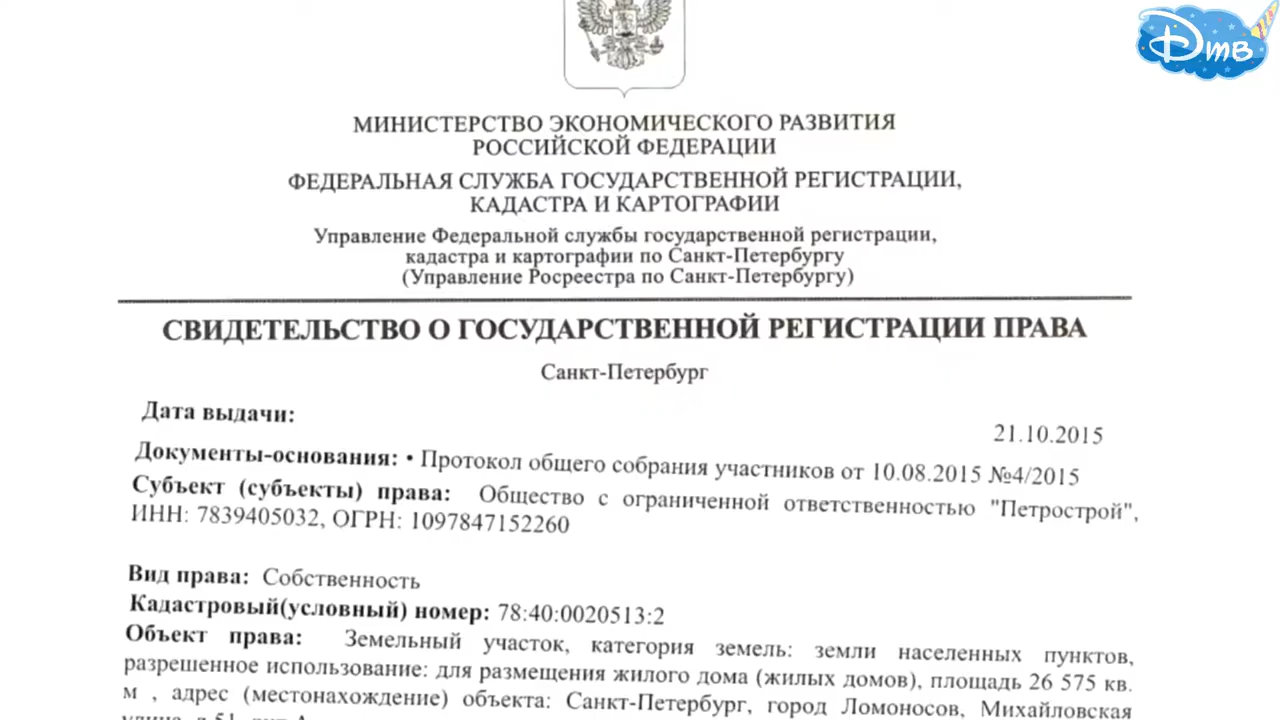 Dтв
МИНИСТЕРСТВО ЭКОНОМИЧЕСКОГО РАЗВИТИЯ
РОССИЙСКОЙ ФЕДЕРАЦИИ
ФЕДЕРАЛЬНАЯ СЛУЖБА ГОСУДАРСТВЕННОЙ РЕГИСТРАЦИИ,
КАДАСТРА И КАРТОГРАФИИ
Управление Федеральной службы государственной регистрации,
кадастра и картографии по Санкт-Петербургу
(Управление Росреестра по Санкт-Петербургу)
СВИДЕТЕЛЬСТВО О ГОСУДАРСТВЕННОЙ РЕГИСТРАЦИИ ПРАВА
Санкт-Петербург
Дата выдачи:
21.10.2015
Документы-основания: • Протокол общего собрания участников от 10.08.2015 №4/2015
Субъект (субъекты) права: Общество с ограниченной ответственностью "Петрострой",
ИНН: 7839405032, ОГРН: 1097847152260
Вид права: Собственность
Кадастровый(условный) номер: 78:40:0020513:2
Объект права: Земельный участок, категория земель: земли населенных пунктов,
разрешенное использование: для размещения жилого дома (жилых домов), площадь 26 575 кв.
м , адрес (местонахождение) объекта: Санкт-Петербург, город Ломоносов, Михайловская